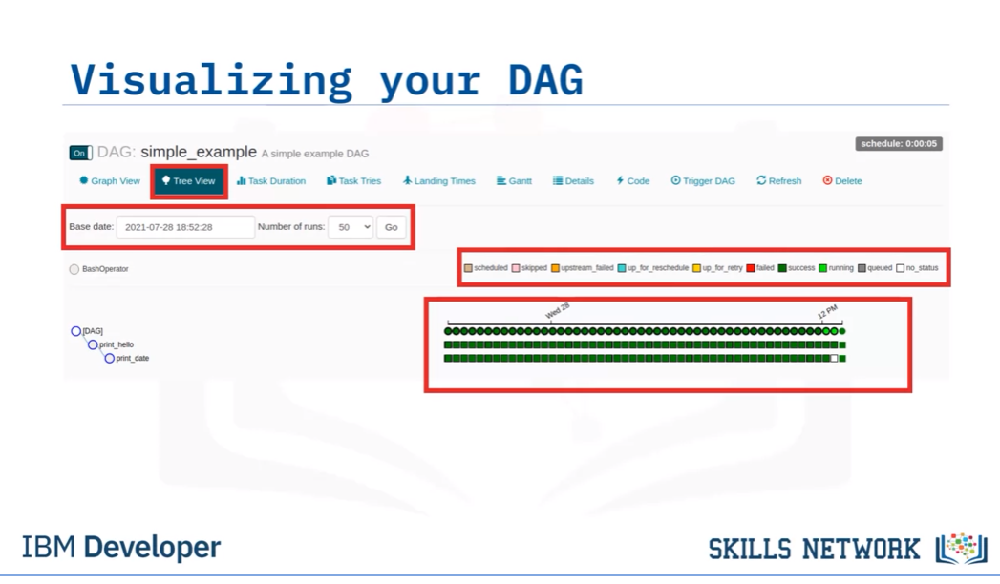 Visualizing your DAG
On DAG: simple_example A simple example DAG schedule: 0:00:05
Graph View Tree View Task Duration Task Tries Landing Times Gantt Details Code Trigger DAG Refresh Delete
Base date: 2021-07-28 18:52:28 Number of runs: 50 Go
BashOperator scheduled skipped upstream_failed up_for_reschedule up_for_retry failed success running queued no_status
Wed 28 12 PM
[DAG]
print_hello
print_date
IBM Developer SKILLS NETWORK